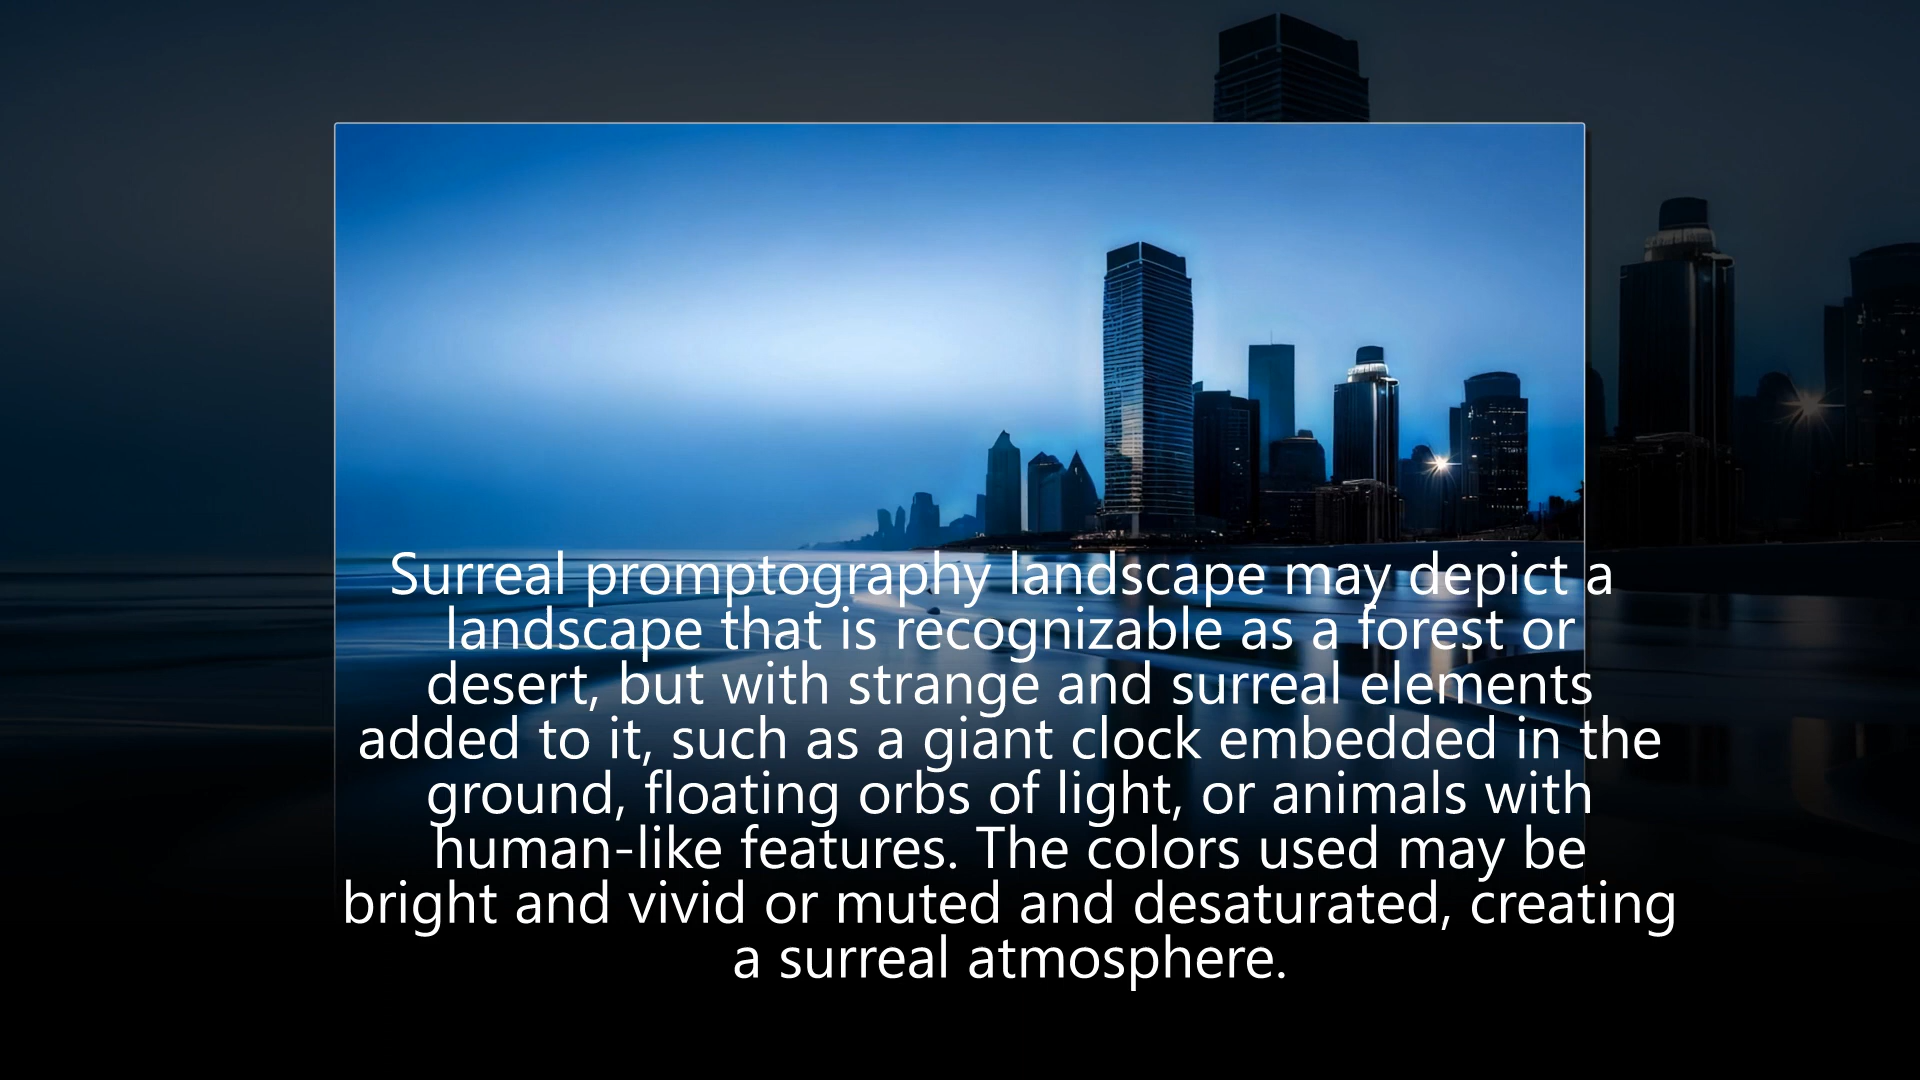 Surreal promptography landscape may depict a
landscape that is recognizable as a forest or
desert, but with strange and surreal elements
added to it, such as a giant clock embedded in the
ground, floating orbs of light, or animals with
human-like features. The colors used may be
bright and vivid or muted and desaturated, creating
a surreal atmosphere.